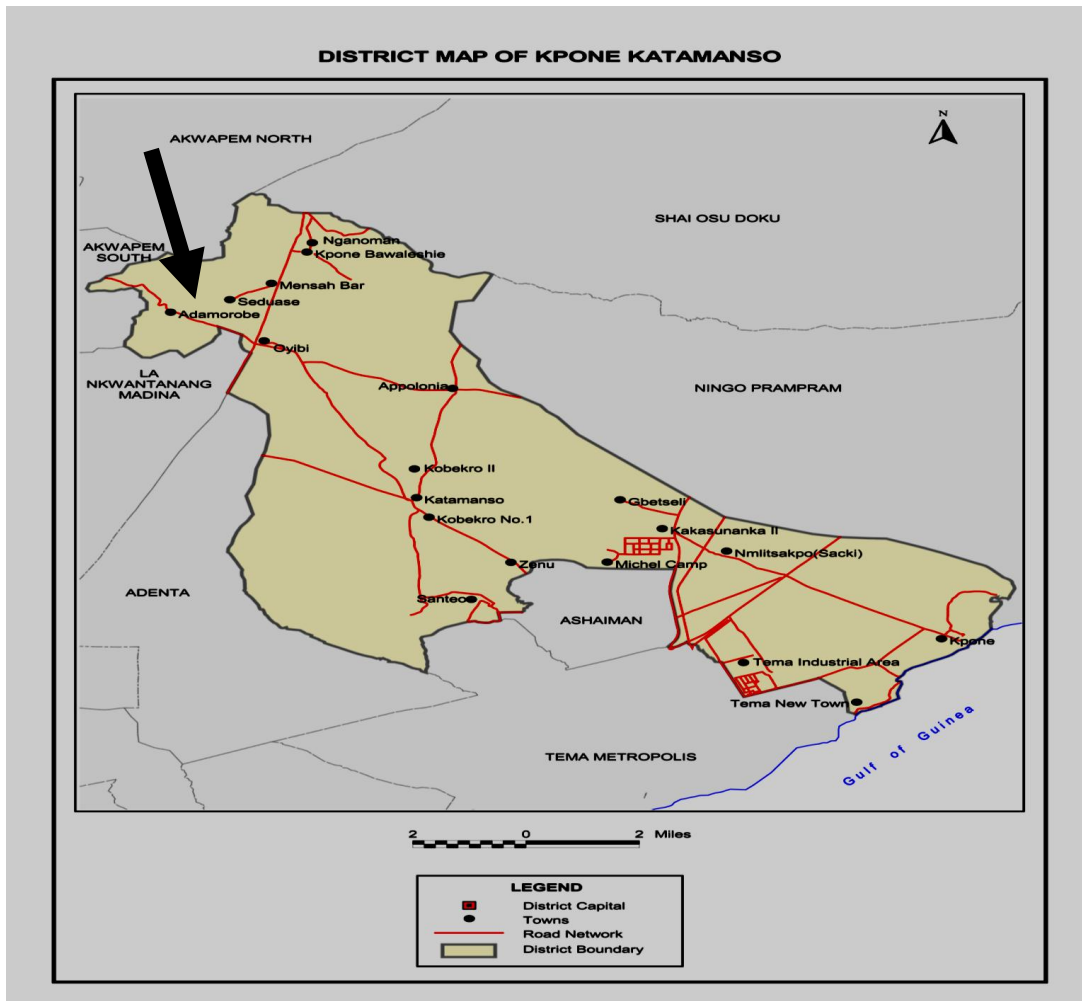 DISTRICT MAP OF KPONE KATAMANSO
N
AKWAPEM NORTH
SHAI OSU DOKU
AKWAPEM
SOUTH
Nganoman
Kpone Bawaleshie
Mensah Bar
Seduase
Adamorobe
Oyibi
LA
NKWANTANANG
MADINA
Appolonia
NINGO PRAMPRAM
Kobekro II
Katamanso
Kobekro No.1
Gbetseli
Kakasunanka II
Nmlitsakpo(Sacki)
Zenu
Michel Camp
ADENTA
Santeo
ASHAIMAN
Kpone
Tema Industrial Area
Tema New Town
TEMA METROPOLIS
Gulf of Guinea
2 0 2 Miles
LEGEND
District Capital
Towns
Road Network
District Boundary